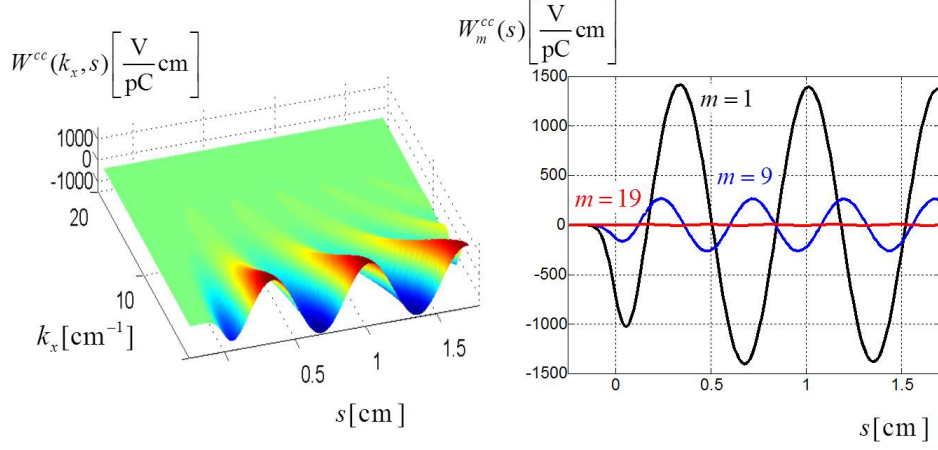 W^{cc}(k_x, s) [V/pC cm]
1000
0
-1000
20
10
k_x [cm⁻¹]
0.5
1
1.5
s [cm]
W_m^{cc}(s) [V/pC cm]
1500
1000
500
0
-500
-1000
-1500
m = 1
m = 9
m = 19
0
0.5
1
1.5
s [cm]